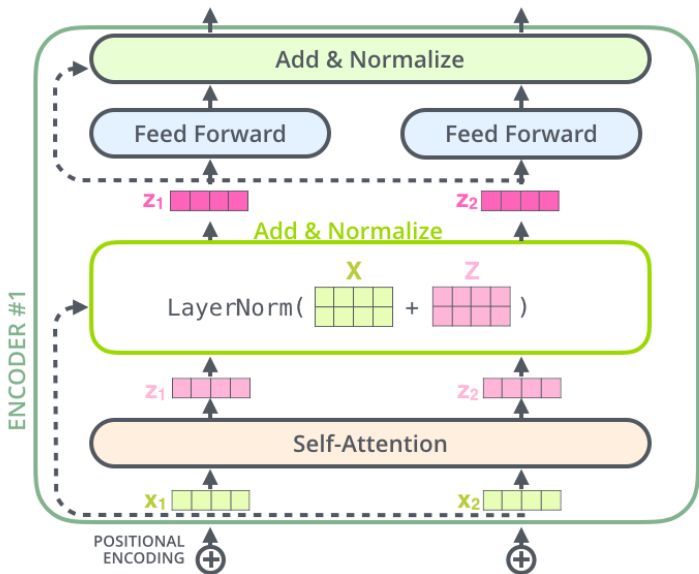 Add & Normalize
Feed Forward Feed Forward
z1 z2
Add & Normalize
X Z
LayerNorm( + )
z1 z2
Self-Attention
x1 x2
ENCODER #1
POSITIONAL
ENCODING